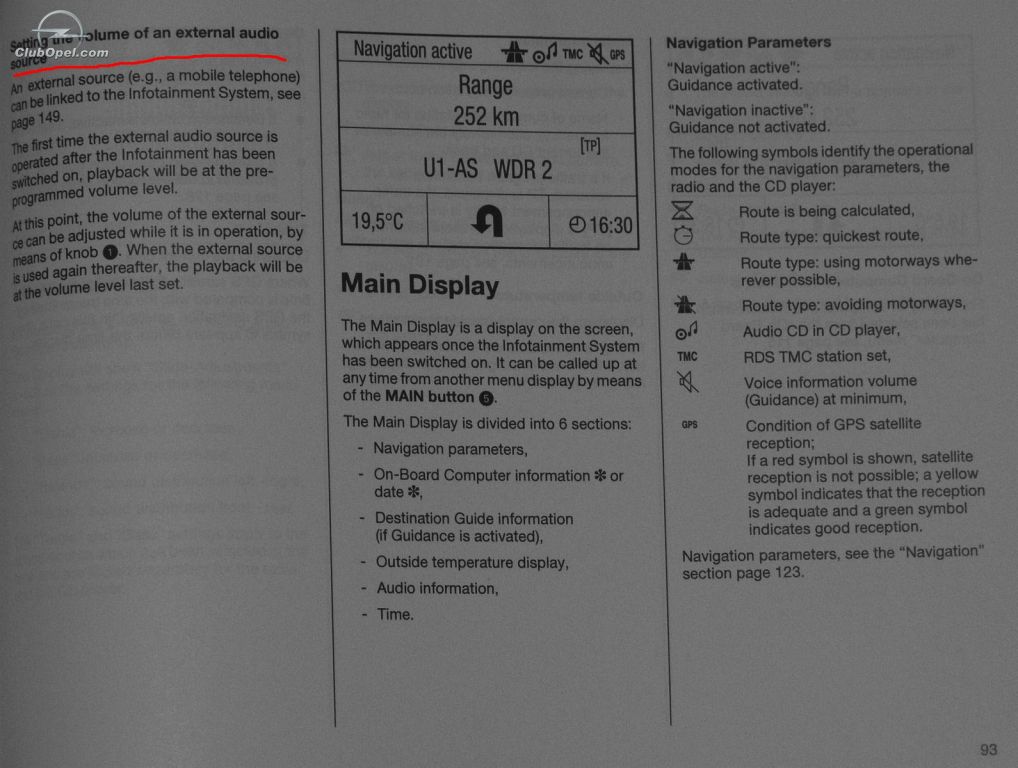 Setting the volume of an external audio
source
ClubOpel.com
An external source (e.g., a mobile telephone)
can be linked to the Infotainment System, see
page 149.
The first time the external audio source is
operated after the Infotainment has been
switched on, playback will be at the pre-
programmed volume level.
At this point, the volume of the external sour-
ce can be adjusted while it is in operation, by
means of knob 1. When the external source
is used again thereafter, the playback will be
at the volume level last set.
Navigation active TMC GPS
Range
252 km
[TP]
U1-AS WDR 2
19,5°C
16:30
Main Display
The Main Display is a display on the screen,
which appears once the Infotainment System
has been switched on. It can be called up at
any time from another menu display by means
of the MAIN button 5.
The Main Display is divided into 6 sections:
- Navigation parameters,
- On-Board Computer information ✻ or
date ✻,
- Destination Guide information
(if Guidance is activated),
- Outside temperature display,
- Audio information,
- Time.
Navigation Parameters
“Navigation active”:
Guidance activated.
“Navigation inactive”:
Guidance not activated.
The following symbols identify the operational
modes for the navigation parameters, the
radio and the CD player:
Route is being calculated,
Route type: quickest route,
Route type: using motorways whe-
rever possible,
Route type: avoiding motorways,
Audio CD in CD player,
TMC RDS TMC station set,
Voice information volume
(Guidance) at minimum,
GPS Condition of GPS satellite
reception;
If a red symbol is shown, satellite
reception is not possible; a yellow
symbol indicates that the reception
is adequate and a green symbol
indicates good reception.
Navigation parameters, see the “Navigation”
section page 123.
93